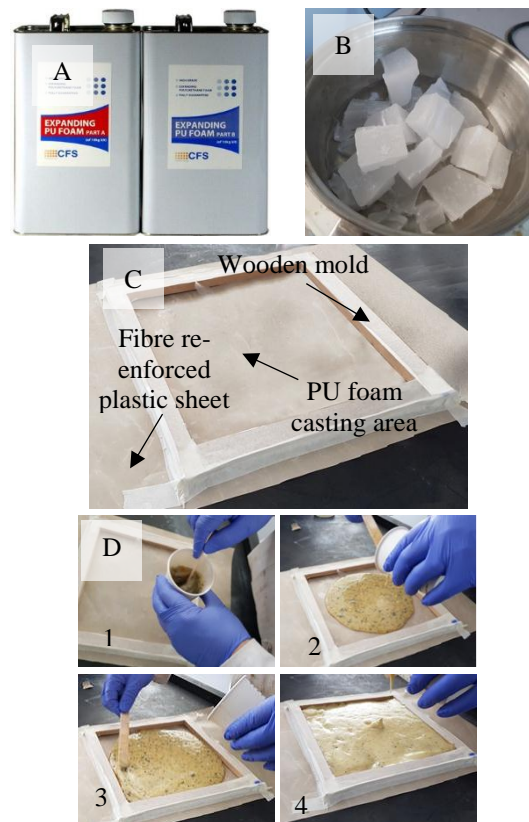 A
EXPANDING
PU FOAM PART A
CFS
EXPANDING
PU FOAM PART B
CFS
B
C
Wooden mold
Fibre re-
enforced
plastic sheet
PU foam
casting area
D
1
2
3
4